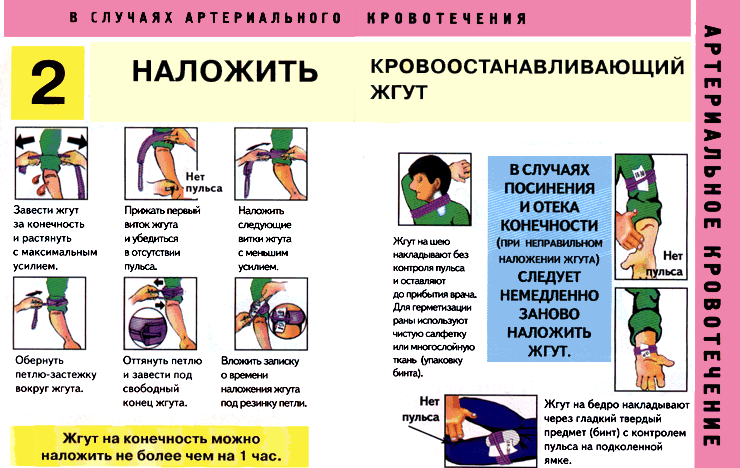 В СЛУЧАЯХ АРТЕРИАЛЬНОГО КРОВОТЕЧЕНИЯ
2
НАЛОЖИТЬ
КРОВООСТАНАВЛИВАЮЩИЙ
ЖГУТ
Нет
пульса
Завести жгут
за конечность
и растянуть
с максимальным
усилием.
Прижать первый
виток жгута
и убедиться
в отсутствии
пульса.
Наложить
следующие
витки жгута
с меньшим
усилием.
Обернуть
петлю-застежку
вокруг жгута.
Оттянуть петлю
и завести под
свободный
конец жгута.
Вложить записку
о времени
наложения жгута
под резинку петли.
Жгут на конечность можно
наложить не более чем на 1 час.
Жгут на шею
накладывают без
контроля пульса
и оставляют
до прибытия врача.
Для герметизации
раны используют
чистую салфетку
или многослойную
ткань (упаковку
бинта).
В СЛУЧАЯХ
ПОСИНЕНИЯ
И ОТЕКА
КОНЕЧНОСТИ
(ПРИ НЕПРАВИЛЬНОМ
НАЛОЖЕНИИ ЖГУТА)
СЛЕДУЕТ
НЕМЕДЛЕННО
ЗАНОВО
НАЛОЖИТЬ
ЖГУТ.
Нет
пульса
Нет
пульса
Жгут на бедро накладывают
через гладкий твердый
предмет (бинт) с контролем
пульса на подколенной
ямке.
АРТЕРИАЛЬНОЕ КРОВОТЕЧЕНИЕ